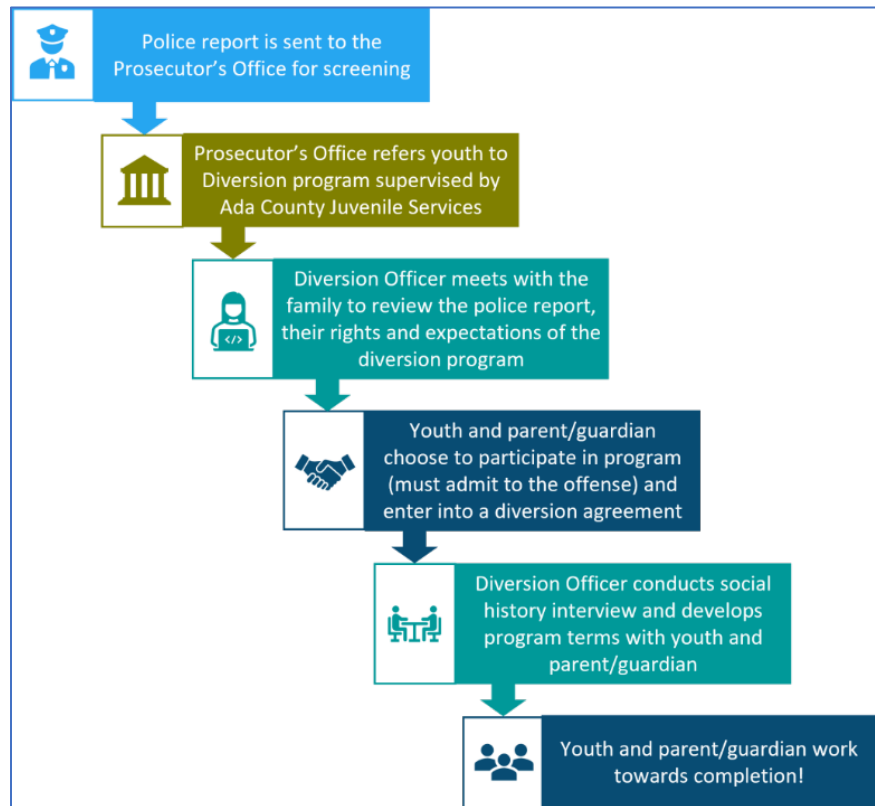 Police report is sent to the
Prosecutor’s Office for screening
Prosecutor’s Office refers youth to
Diversion program supervised by
Ada County Juvenile Services
Diversion Officer meets with the
family to review the police report,
their rights and expectations of the
diversion program
</>
Youth and parent/guardian
choose to participate in program
(must admit to the offense) and
enter into a diversion agreement
Diversion Officer conducts social
history interview and develops
program terms with youth and
parent/guardian
Youth and parent/guardian work
towards completion!